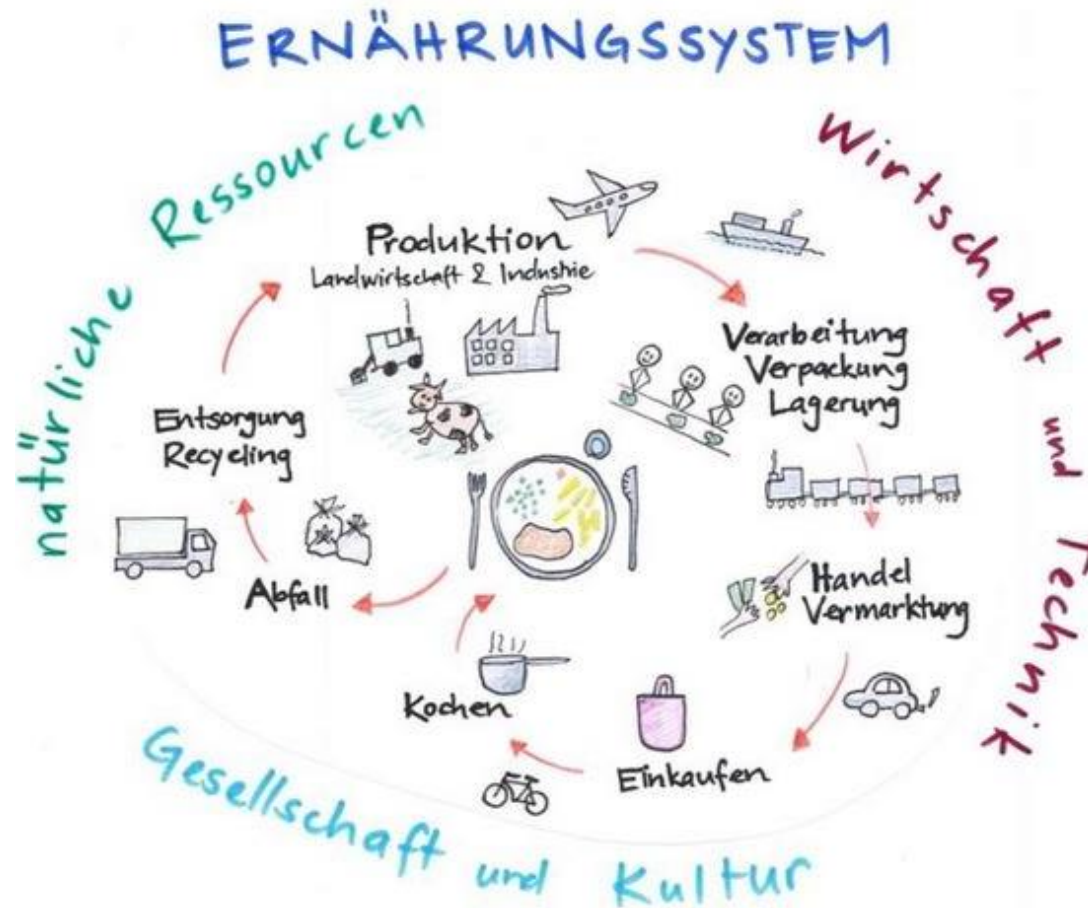 ERNÄHRUNGSSYSTEM
natürliche Ressourcen
Wirtschaft und Technik
Produktion
Landwirtschaft & Industrie
Verarbeitung
Verpackung
Lagerung
Handel
Vermarktung
Einkaufen
Kochen
Abfall
Entsorgung
Recycling
Gesellschaft und Kultur